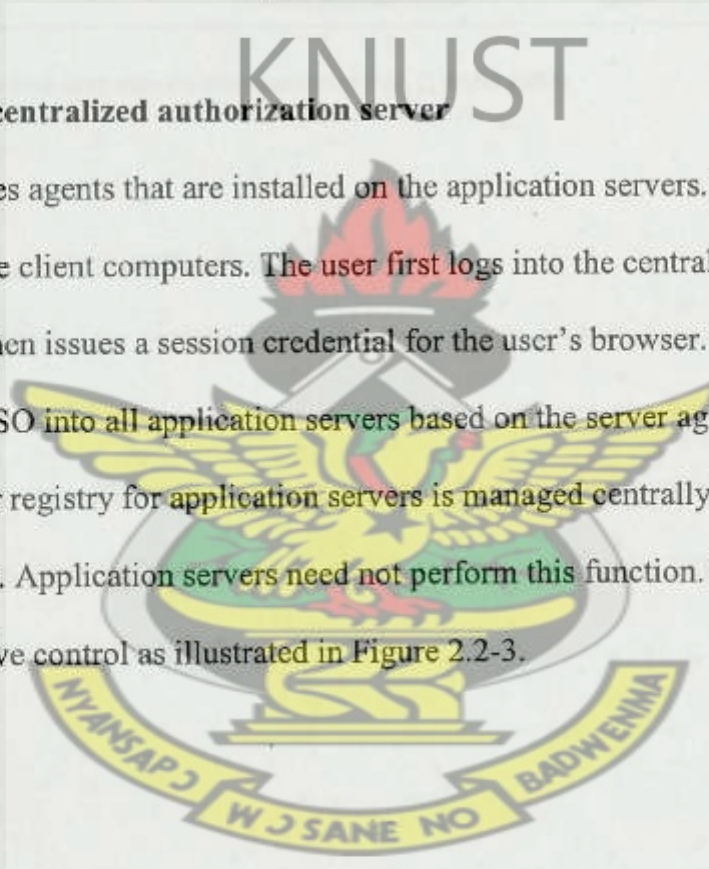 KNUST
centralized authorization server
es agents that are installed on the application servers.
e client computers. The user first logs into the central
hen issues a session credential for the user's browser.
SO into all application servers based on the server ag
r registry for application servers is managed centrally
. Application servers need not perform this function.
ve control as illustrated in Figure 2.2-3.
NYANSAPƆ WƆSANE NO BADWENMA